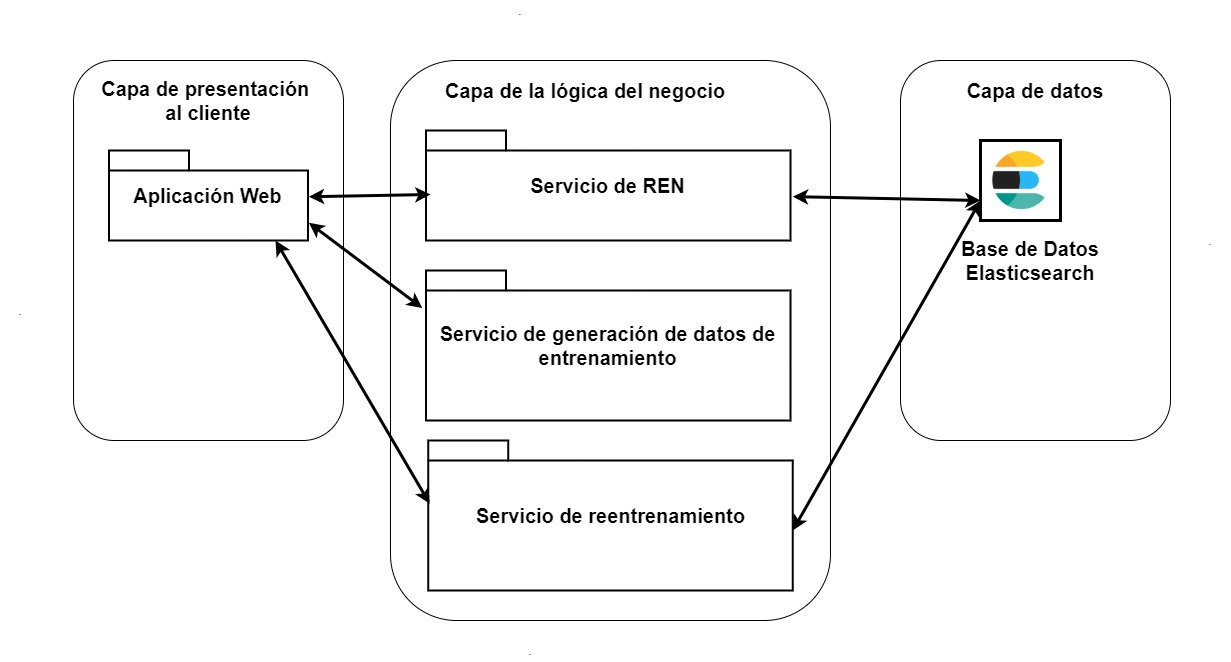 Capa de presentación
al cliente
Aplicación Web
Capa de la lógica del negocio
Servicio de REN
Servicio de generación de datos de
entrenamiento
Servicio de reentrenamiento
Capa de datos
Base de Datos
Elasticsearch